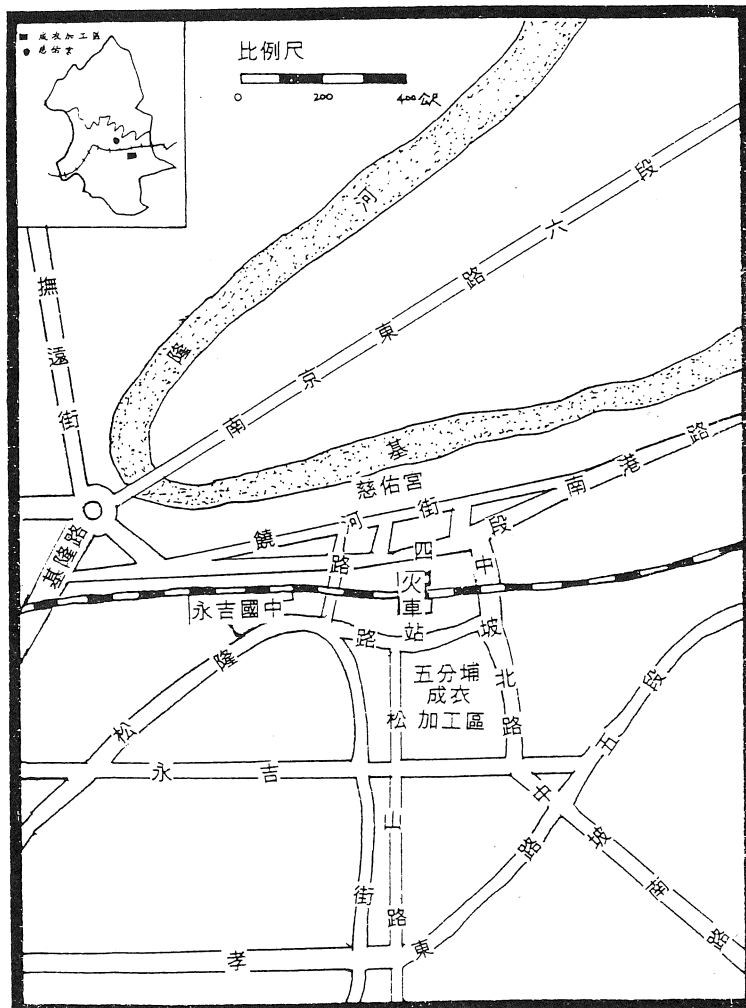 成衣加工區
慈佑宮
比例尺
0 200 400公尺
南京東路六段
基隆河
撫遠街
慈佑宮
饒河街
南港路
基隆路
路四段
火車站
永吉國中
松隆路
中坡北路
五分埔
成衣
加工區
永吉
松山路
中坡南路
街
孝東路五段